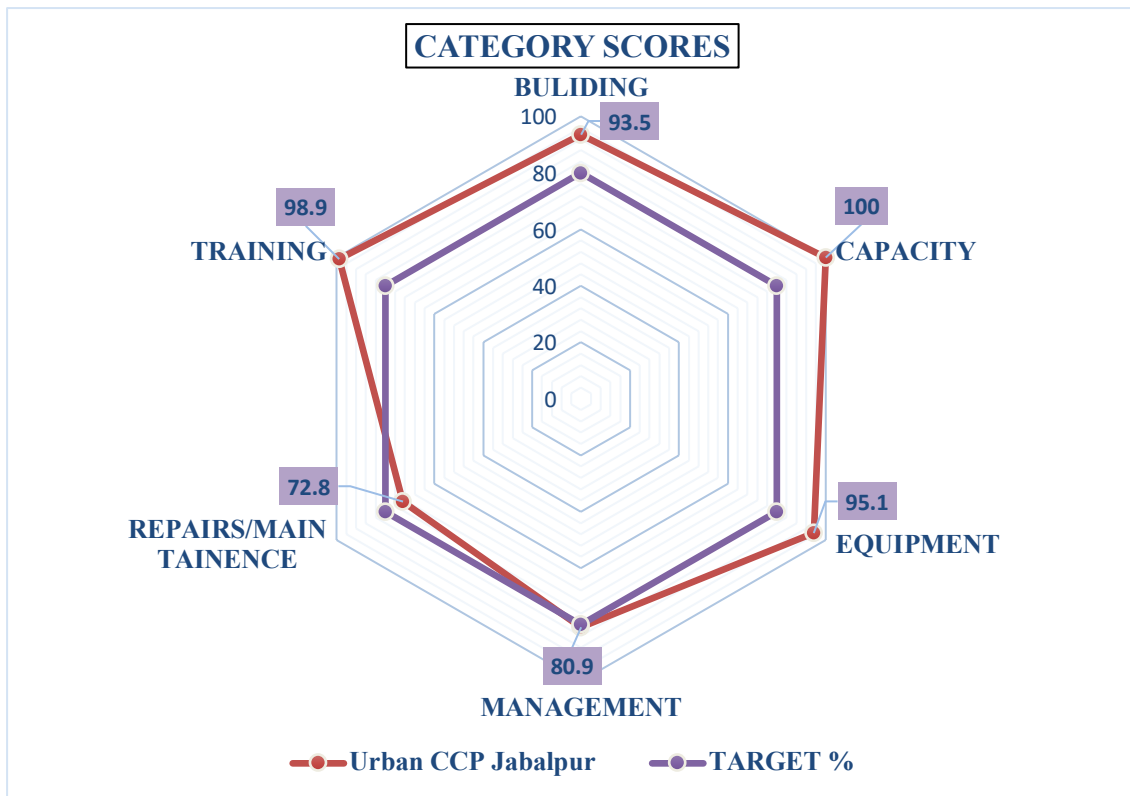 CATEGORY SCORES
BULIDING
100
93.5
80
98.9
100
TRAINING
CAPACITY
60
40
20
0
72.8
95.1
REPAIRS/MAIN
TAINENCE
EQUIPMENT
80.9
MANAGEMENT
Urban CCP Jabalpur
TARGET %